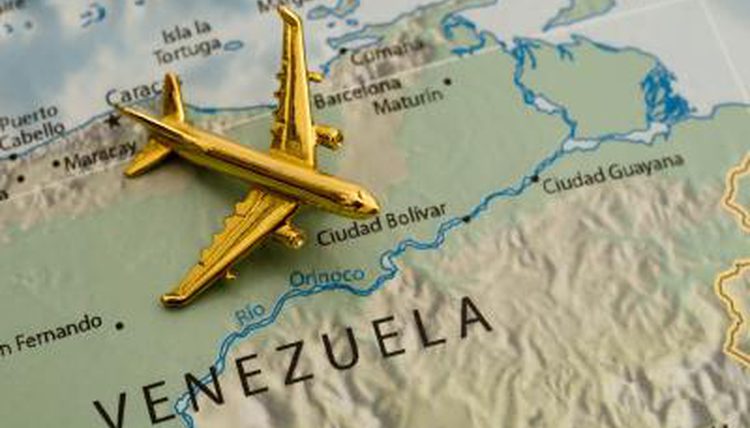 Isla la
Tortuga
Cumaná
Carac
Barcelona
Maturín
Puerto
Cabello
Maracay
Ciudad Guayana
Ciudad Bolívar
Río Orinoco
n Fernando
VENEZUELA